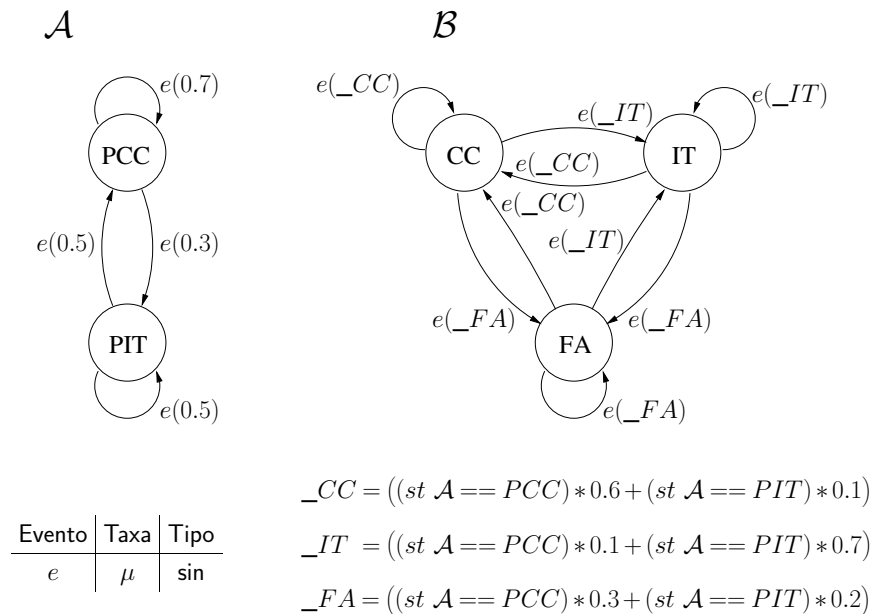 𝒜
ℬ
e(0.7)
PCC
e(0.5)
e(0.3)
PIT
e(0.5)
e(_CC)
e(_IT)
e(_IT)
CC
IT
e(_CC)
e(_CC)
e(_IT)
e(_FA)
e(_FA)
FA
e(_FA)
Evento Taxa Tipo
e μ sin
_CC = ((st 𝒜 == PCC) * 0.6 + (st 𝒜 == PIT) * 0.1)
_IT = ((st 𝒜 == PCC) * 0.1 + (st 𝒜 == PIT) * 0.7)
_FA = ((st 𝒜 == PCC) * 0.3 + (st 𝒜 == PIT) * 0.2)